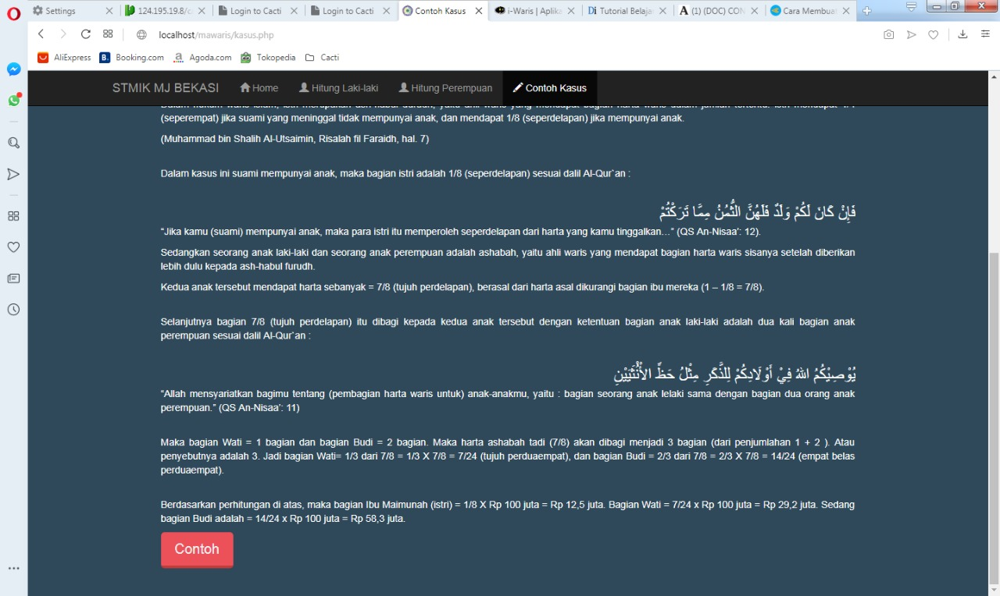 Settings
124.195.19.8/c
Login to Cacti
Login to Cacti
Contoh Kasus
i-Waris | Aplika
Di Tutorial Belajar
A (1) (DOC) CON
Cara Membuat
localhost/mawaris/kasus.php
AliExpress
B. Booking.com
a Agoda.com
Tokopedia
Cacti
STMIK MJ BEKASI
Home
Hitung Laki-laki
Hitung Perempuan
Contoh Kasus
(seperempat) jika suami yang meninggal tidak mempunyai anak, dan mendapat 1/8 (seperdelapan) jika mempunyai anak.
(Muhammad bin Shalih Al-Utsaimin, Risalah fil Faraidh, hal. 7)
Dalam kasus ini suami mempunyai anak, maka bagian istri adalah 1/8 (seperdelapan) sesuai dalil Al-Qur`an :
فَإِنْ كَانَ لَكُمْ وَلَدٌ فَلَهُنَّ الثُّمُنُ مِمَّا تَرَكْتُمْ
“Jika kamu (suami) mempunyai anak, maka para istri itu memperoleh seperdelapan dari harta yang kamu tinggalkan…” (QS An-Nisaa’: 12).
Sedangkan seorang anak laki-laki dan seorang anak perempuan adalah ashabah, yaitu ahli waris yang mendapat bagian harta waris sisanya setelah diberikan
lebih dulu kepada ash-habul furudh.
Kedua anak tersebut mendapat harta sebanyak = 7/8 (tujuh perdelapan), berasal dari harta asal dikurangi bagian ibu mereka (1 – 1/8 = 7/8).
Selanjutnya bagian 7/8 (tujuh perdelapan) itu dibagi kepada kedua anak tersebut dengan ketentuan bagian anak laki-laki adalah dua kali bagian anak
perempuan sesuai dalil Al-Qur`an :
يُوْصِيْكُمُ اللهُ فِيْ أَوْلَادِكُمْ لِلذَّكَرِ مِثْلُ حَظِّ الأُنْثَيَيْنِ
“Allah mensyariatkan bagimu tentang (pembagian harta waris untuk) anak-anakmu, yaitu : bagian seorang anak lelaki sama dengan bagian dua orang anak
perempuan.” (QS An-Nisaa’: 11)
Maka bagian Wati = 1 bagian dan bagian Budi = 2 bagian. Maka harta ashabah tadi (7/8) akan dibagi menjadi 3 bagian (dari penjumlahan 1 + 2 ). Atau
penyebutnya adalah 3. Jadi bagian Wati= 1/3 dari 7/8 = 1/3 X 7/8 = 7/24 (tujuh perduaempat), dan bagian Budi = 2/3 dari 7/8 = 2/3 X 7/8 = 14/24 (empat belas
perduaempat).
Berdasarkan perhitungan di atas, maka bagian Ibu Maimunah (istri) = 1/8 X Rp 100 juta = Rp 12,5 juta. Bagian Wati = 7/24 x Rp 100 juta = Rp 29,2 juta. Sedang
bagian Budi adalah = 14/24 x Rp 100 juta = Rp 58,3 juta.
Contoh